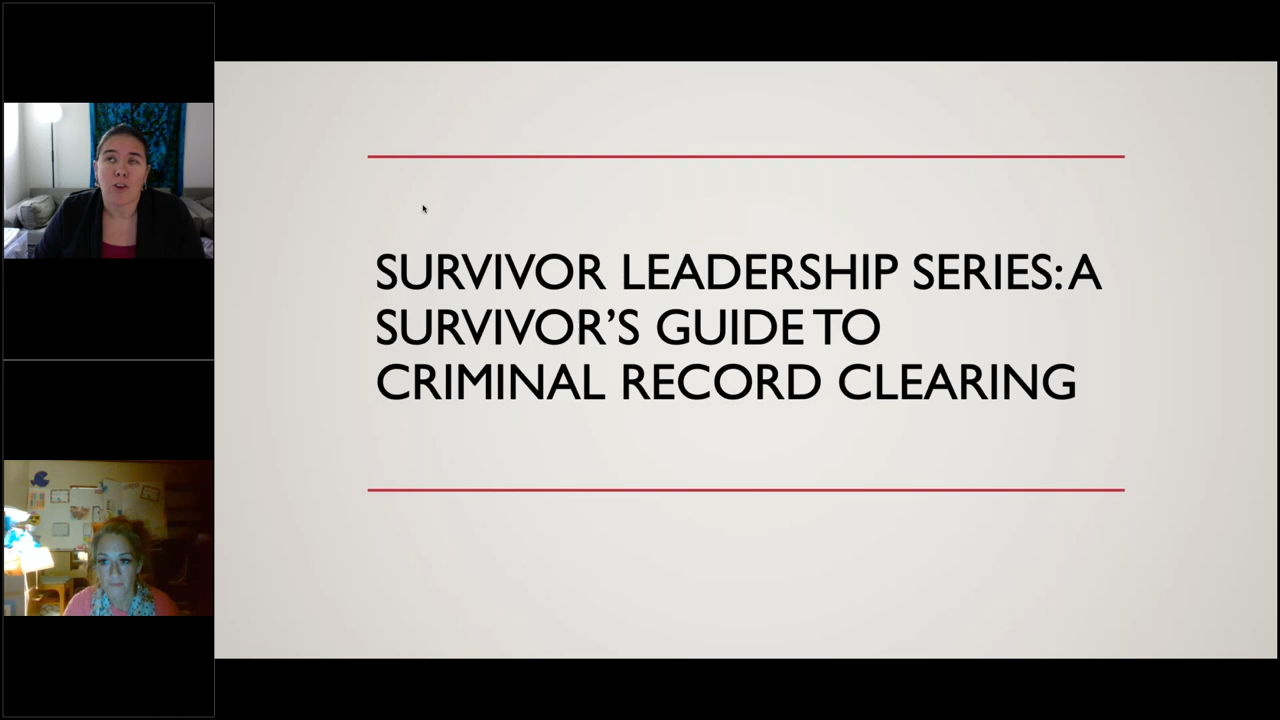 SURVIVOR LEADERSHIP SERIES: A
SURVIVOR’S GUIDE TO
CRIMINAL RECORD CLEARING